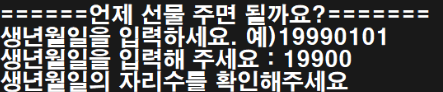 ======언제 선물 주면 될까요?=======
생년월일을 입력하세요. 예)19990101
생년월일을 입력해 주세요 : 19900
생년월일의 자리수를 확인해주세요